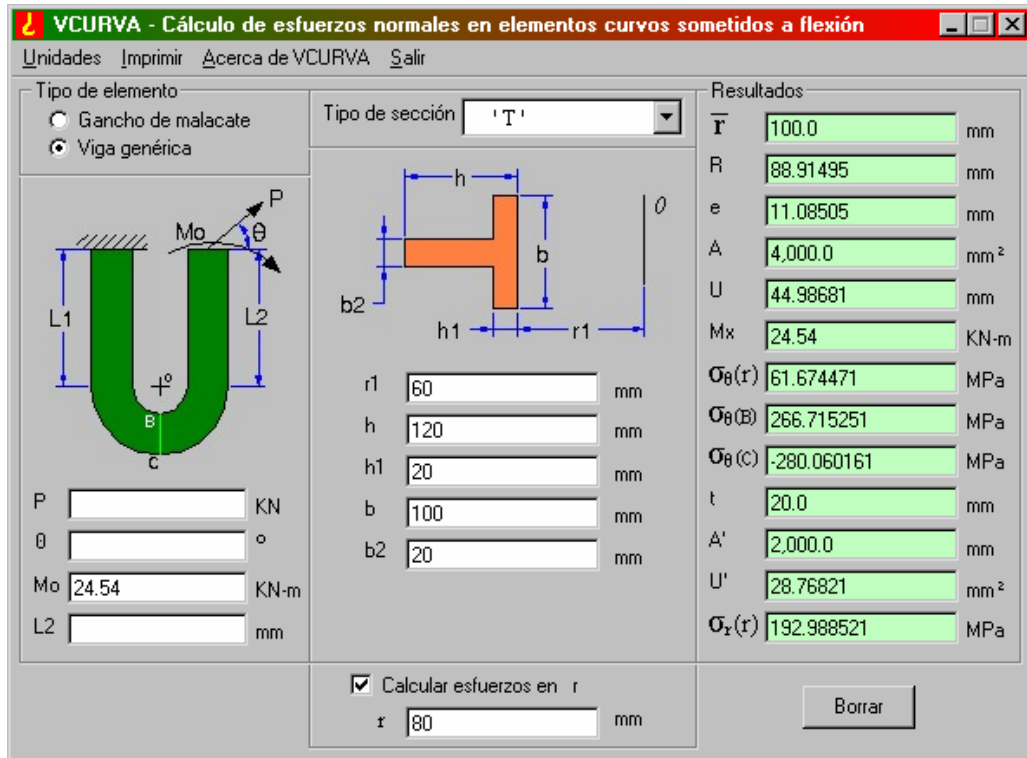 VCURVA - Cálculo de esfuerzos normales en elementos curvos sometidos a flexión
Unidades Imprimir Acerca de VCURVA Salir
Tipo de elemento
Gancho de malacate
Viga genérica
P
Mo θ
L1 L2
o
B
C
P KN
θ º
Mo 24.54 KN-m
L2 mm
Tipo de sección 'T'
h
0
b
b2
h1 r1
r1 60 mm
h 120 mm
h1 20 mm
b 100 mm
b2 20 mm
Calcular esfuerzos en r
r 80 mm
Resultados
r̅ 100.0 mm
R 88.91495 mm
e 11.08505 mm
A 4,000.0 mm²
U 44.98681 mm
Mx 24.54 KN-m
σθ(r) 61.674471 MPa
σθ(B) 266.715251 MPa
σθ(C) -280.060161 MPa
t 20.0 mm
A' 2,000.0 mm
U' 28.76821 mm²
σr(r) 192.988521 MPa
Borrar